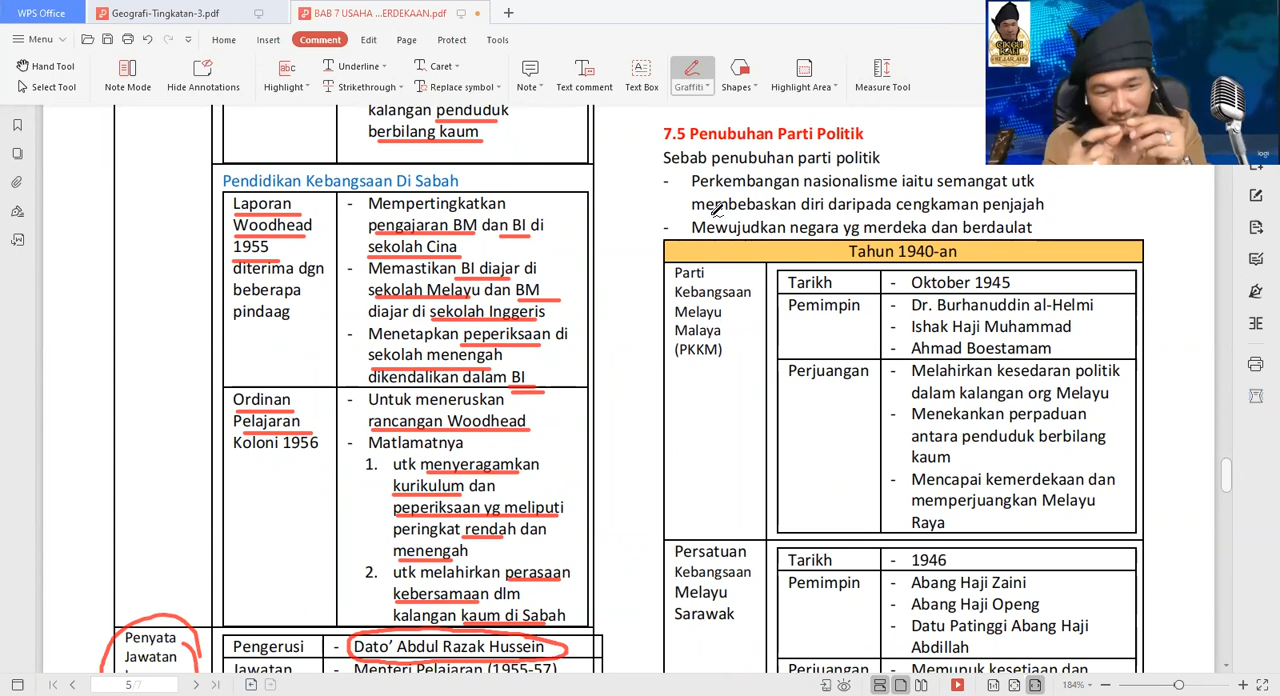 WPS Office
Geografi-Tingkatan-3.pdf
BAB 7 USAHA ...ERDEKAAN.pdf
Menu
Home
Insert
Comment
Edit
Page
Protect
Tools
Hand Tool
Select Tool
Note Mode
Hide Annotations
Highlight
Underline
Strikethrough
Caret
Replace symbol
Note
Text comment
Text Box
Graffiti
Shapes
Highlight Area
Measure Tool
CIKGU
logi
kalangan penduduk
berbilang kaum
Pendidikan Kebangsaan Di Sabah
Laporan
Woodhead
1955
diterima dgn
beberapa
pindaag
- Mempertingkatkan
pengajaran BM dan BI di
sekolah Cina
- Memastikan BI diajar di
sekolah Melayu dan BM
diajar di sekolah Inggeris
- Menetapkan peperiksaan di
sekolah menengah
dikendalikan dalam BI
Ordinan
Pelajaran
Koloni 1956
- Untuk meneruskan
rancangan Woodhead
- Matlamatnya
1. utk menyeragamkan
kurikulum dan
peperiksaan yg meliputi
peringkat rendah dan
menengah
2. utk melahirkan perasaan
kebersamaan dlm
kalangan kaum di Sabah
Penyata
Jawatan
Pengerusi
- Dato' Abdul Razak Hussein
Jawatan
- Menteri Pelajaran (1955-57)
7.5 Penubuhan Parti Politik
Sebab penubuhan parti politik
- Perkembangan nasionalisme iaitu semangat utk
membebaskan diri daripada cengkaman penjajah
- Mewujudkan negara yg merdeka dan berdaulat
Tahun 1940-an
Parti
Kebangsaan
Melayu
Malaya
(PKKM)
Tarikh
- Oktober 1945
Pemimpin
- Dr. Burhanuddin al-Helmi
- Ishak Haji Muhammad
- Ahmad Boestamam
Perjuangan
- Melahirkan kesedaran politik
dalam kalangan org Melayu
- Menekankan perpaduan
antara penduduk berbilang
kaum
- Mencapai kemerdekaan dan
memperjuangkan Melayu
Raya
Persatuan
Kebangsaan
Melayu
Sarawak
Tarikh
- 1946
Pemimpin
- Abang Haji Zaini
- Abang Haji Openg
- Datu Patinggi Abang Haji
Abdillah
Perjuangan
- Memupuk kesetiaan dan
5/7
184%